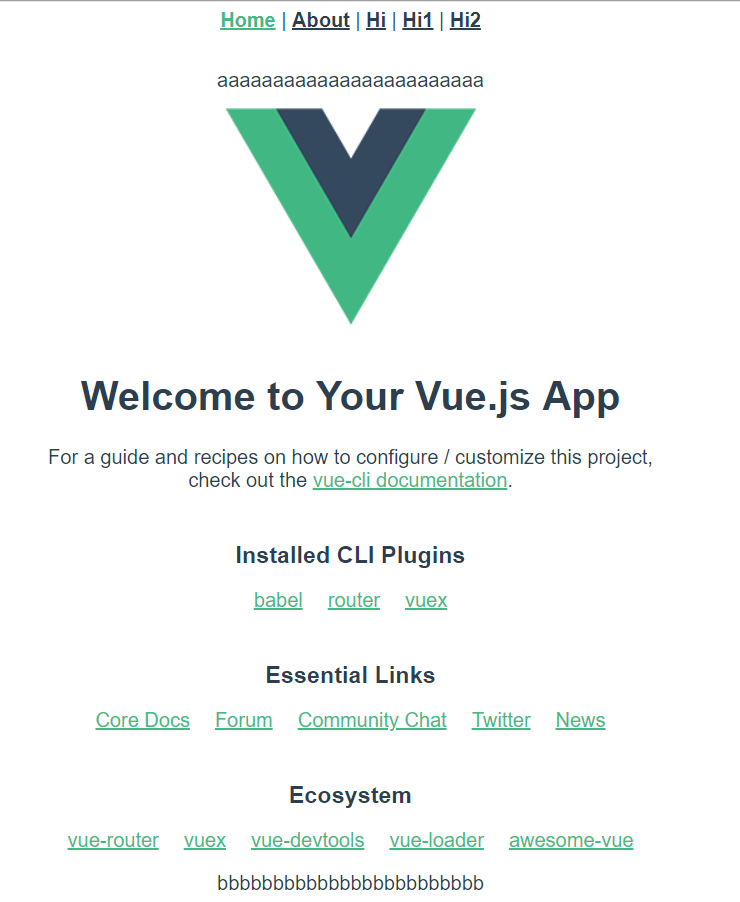 Home | About | Hi | Hi1 | Hi2
aaaaaaaaaaaaaaaaaaaaaaaa
Welcome to Your Vue.js App
For a guide and recipes on how to configure / customize this project,
check out the vue-cli documentation.
Installed CLI Plugins
babel router vuex
Essential Links
Core Docs Forum Community Chat Twitter News
Ecosystem
vue-router vuex vue-devtools vue-loader awesome-vue
bbbbbbbbbbbbbbbbbbbbbbbb